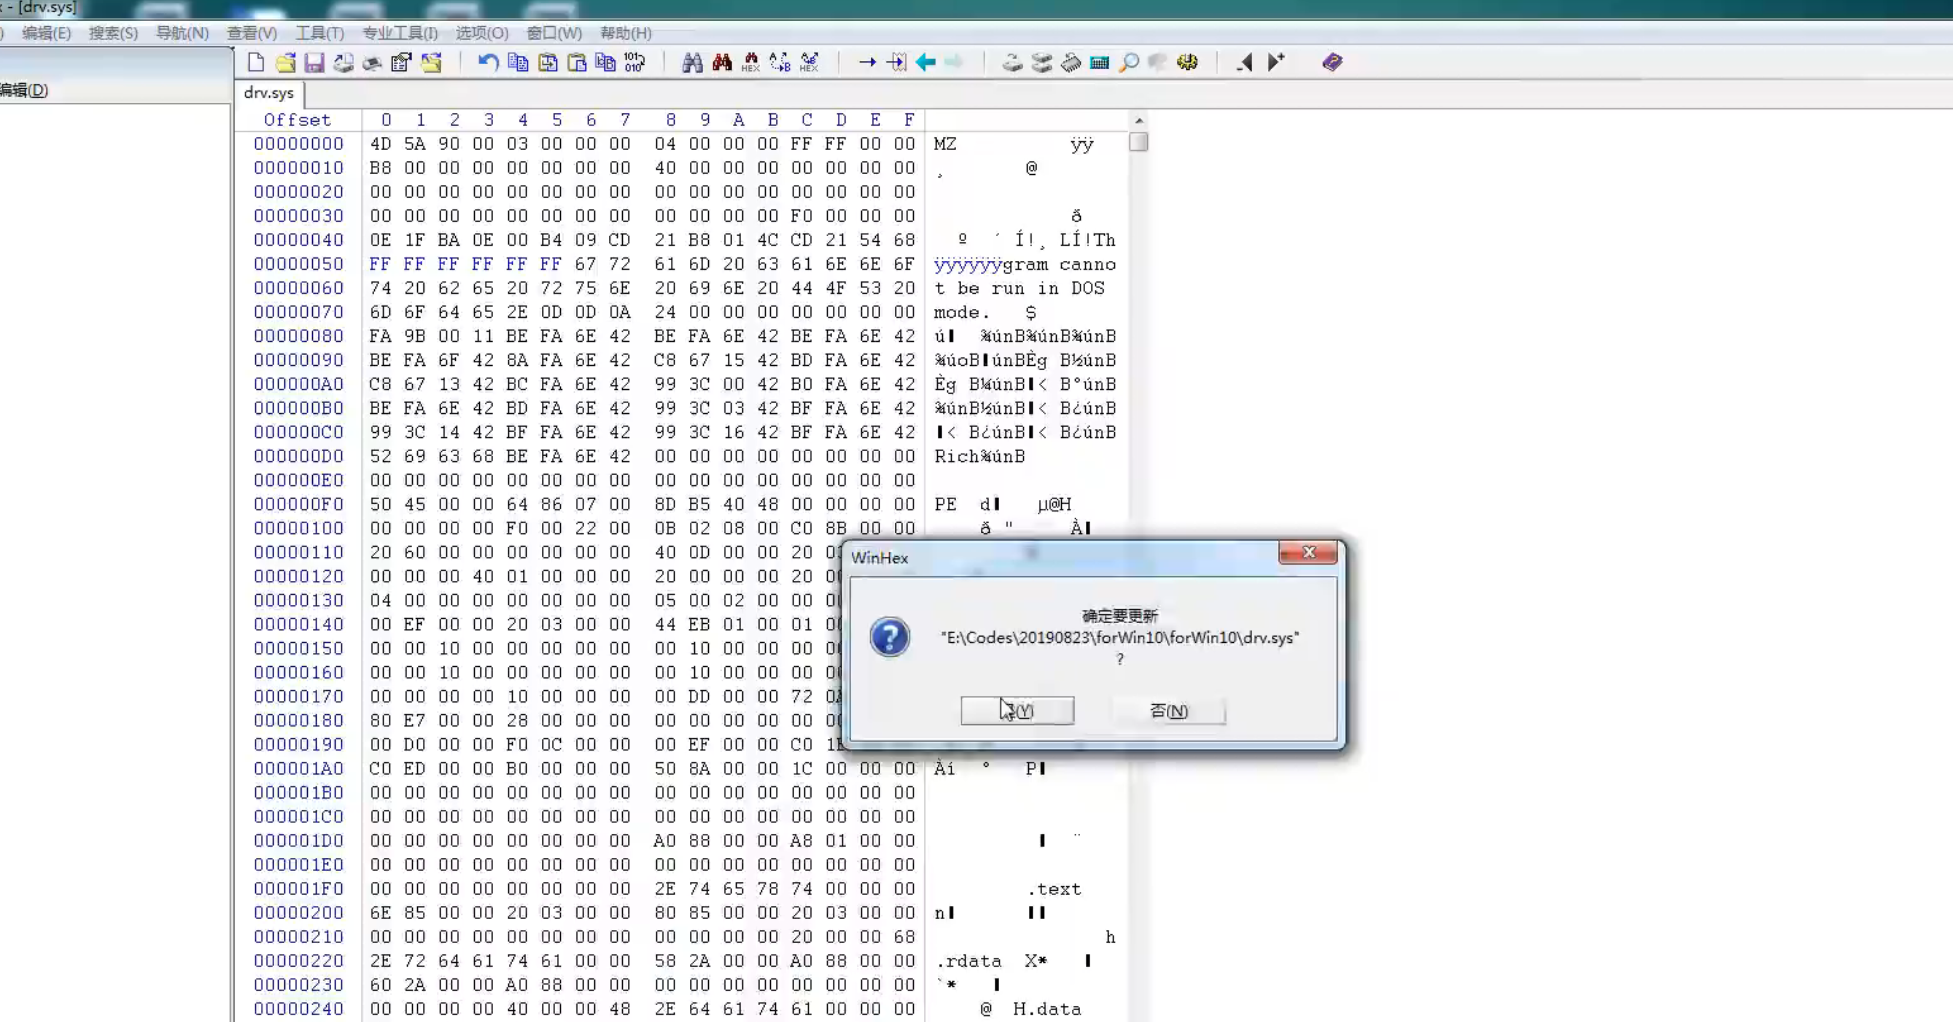 - [drv.sys]
编辑(E) 搜索(S) 导航(N) 查看(V) 工具(T) 专业工具(I) 选项(O) 窗口(W) 帮助(H)
编辑(D)
drv.sys
Offset 0 1 2 3 4 5 6 7 8 9 A B C D E F
00000000 4D 5A 90 00 03 00 00 00 04 00 00 00 FF FF 00 00 MZ ÿÿ
00000010 B8 00 00 00 00 00 00 00 40 00 00 00 00 00 00 00 ¸ @
00000020 00 00 00 00 00 00 00 00 00 00 00 00 00 00 00 00
00000030 00 00 00 00 00 00 00 00 00 00 00 00 F0 00 00 00 ð
00000040 0E 1F BA 0E 00 B4 09 CD 21 B8 01 4C CD 21 54 68 º ´ Í!¸ LÍ!Th
00000050 FF FF FF FF FF FF 67 72 61 6D 20 63 61 6E 6E 6F ÿÿÿÿÿÿgram canno
00000060 74 20 62 65 20 72 75 6E 20 69 6E 20 44 4F 53 20 t be run in DOS
00000070 6D 6F 64 65 2E 0D 0D 0A 24 00 00 00 00 00 00 00 mode. $
00000080 FA 9B 00 11 BE FA 6E 42 BE FA 6E 42 BE FA 6E 42 ú ¾únB¾únB¾únB
00000090 BE FA 6F 42 8A FA 6E 42 C8 67 15 42 BD FA 6E 42 ¾úoB únBÈg B½únB
000000A0 C8 67 13 42 BC FA 6E 42 99 3C 00 42 B0 FA 6E 42 Èg B¼únB < B°únB
000000B0 BE FA 6E 42 BD FA 6E 42 99 3C 03 42 BF FA 6E 42 ¾únB½únB < B¿únB
000000C0 99 3C 14 42 BF FA 6E 42 99 3C 16 42 BF FA 6E 42 < B¿únB < B¿únB
000000D0 52 69 63 68 BE FA 6E 42 00 00 00 00 00 00 00 00 Rich¾únB
000000E0 00 00 00 00 00 00 00 00 00 00 00 00 00 00 00 00
000000F0 50 45 00 00 64 86 07 00 8D B5 40 48 00 00 00 00 PE d µ@H
00000100 00 00 00 00 F0 00 22 00 0B 02 08 00 C0 8B 00 00 ð " À
00000110 20 60 00 00 00 00 00 00 40 0D 00 00 20
00000120 00 00 00 40 01 00 00 00 20 00 00 00 20
00000130 04 00 00 00 00 00 00 00 05 00 02 00 00
00000140 00 EF 00 00 20 03 00 00 44 EB 01 00 01
00000150 00 00 10 00 00 00 00 00 00 10 00 00 00
00000160 00 00 10 00 00 00 00 00 00 10 00 00 00
00000170 00 00 00 00 10 00 00 00 00 DD 00 00 72
00000180 80 E7 00 00 28 00 00 00 00 00 00 00 00
00000190 00 D0 00 00 F0 0C 00 00 00 EF 00 00 C0
000001A0 C0 ED 00 00 B0 00 00 00 50 8A 00 00 1C 00 00 00 Àí ° P
000001B0 00 00 00 00 00 00 00 00 00 00 00 00 00 00 00 00
000001C0 00 00 00 00 00 00 00 00 00 00 00 00 00 00 00 00
000001D0 00 00 00 00 00 00 00 00 A0 88 00 00 A8 01 00 00 ¨
000001E0 00 00 00 00 00 00 00 00 00 00 00 00 00 00 00 00
000001F0 00 00 00 00 00 00 00 00 2E 74 65 78 74 00 00 00 .text
00000200 6E 85 00 00 20 03 00 00 80 85 00 00 20 03 00 00 n
00000210 00 00 00 00 00 00 00 00 00 00 00 00 20 00 00 68 h
00000220 2E 72 64 61 74 61 00 00 58 2A 00 00 A0 88 00 00 .rdata X*
00000230 60 2A 00 00 A0 88 00 00 00 00 00 00 00 00 00 00 `*
00000240 00 00 00 00 40 00 00 48 2E 64 61 74 61 00 00 00 @ H.data
WinHex
确定要更新
"E:\Codes\20190823\forWin10\forWin10\drv.sys"
?
(Y) 否(N)